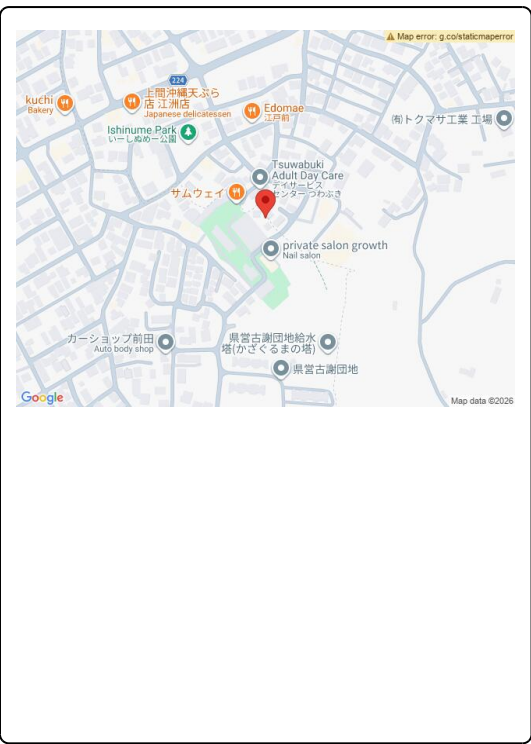 Map error: g.co/staticmaperror
224
kuchi
Bakery
上間沖縄天ぷら
店 江洲店
Japanese delicatessen
Edomae
江戸前
㈲トクマサ工業 工場
Ishinume Park
いーしぬめー公園
Tsuwabuki
Adult Day Care
デイサービス
センター つわぶき
サムウェイ
private salon growth
Nail salon
カーショップ前田
Auto body shop
県営古謝団地給水
塔(かざぐるまの塔)
県営古謝団地
Google
Map data ©2026